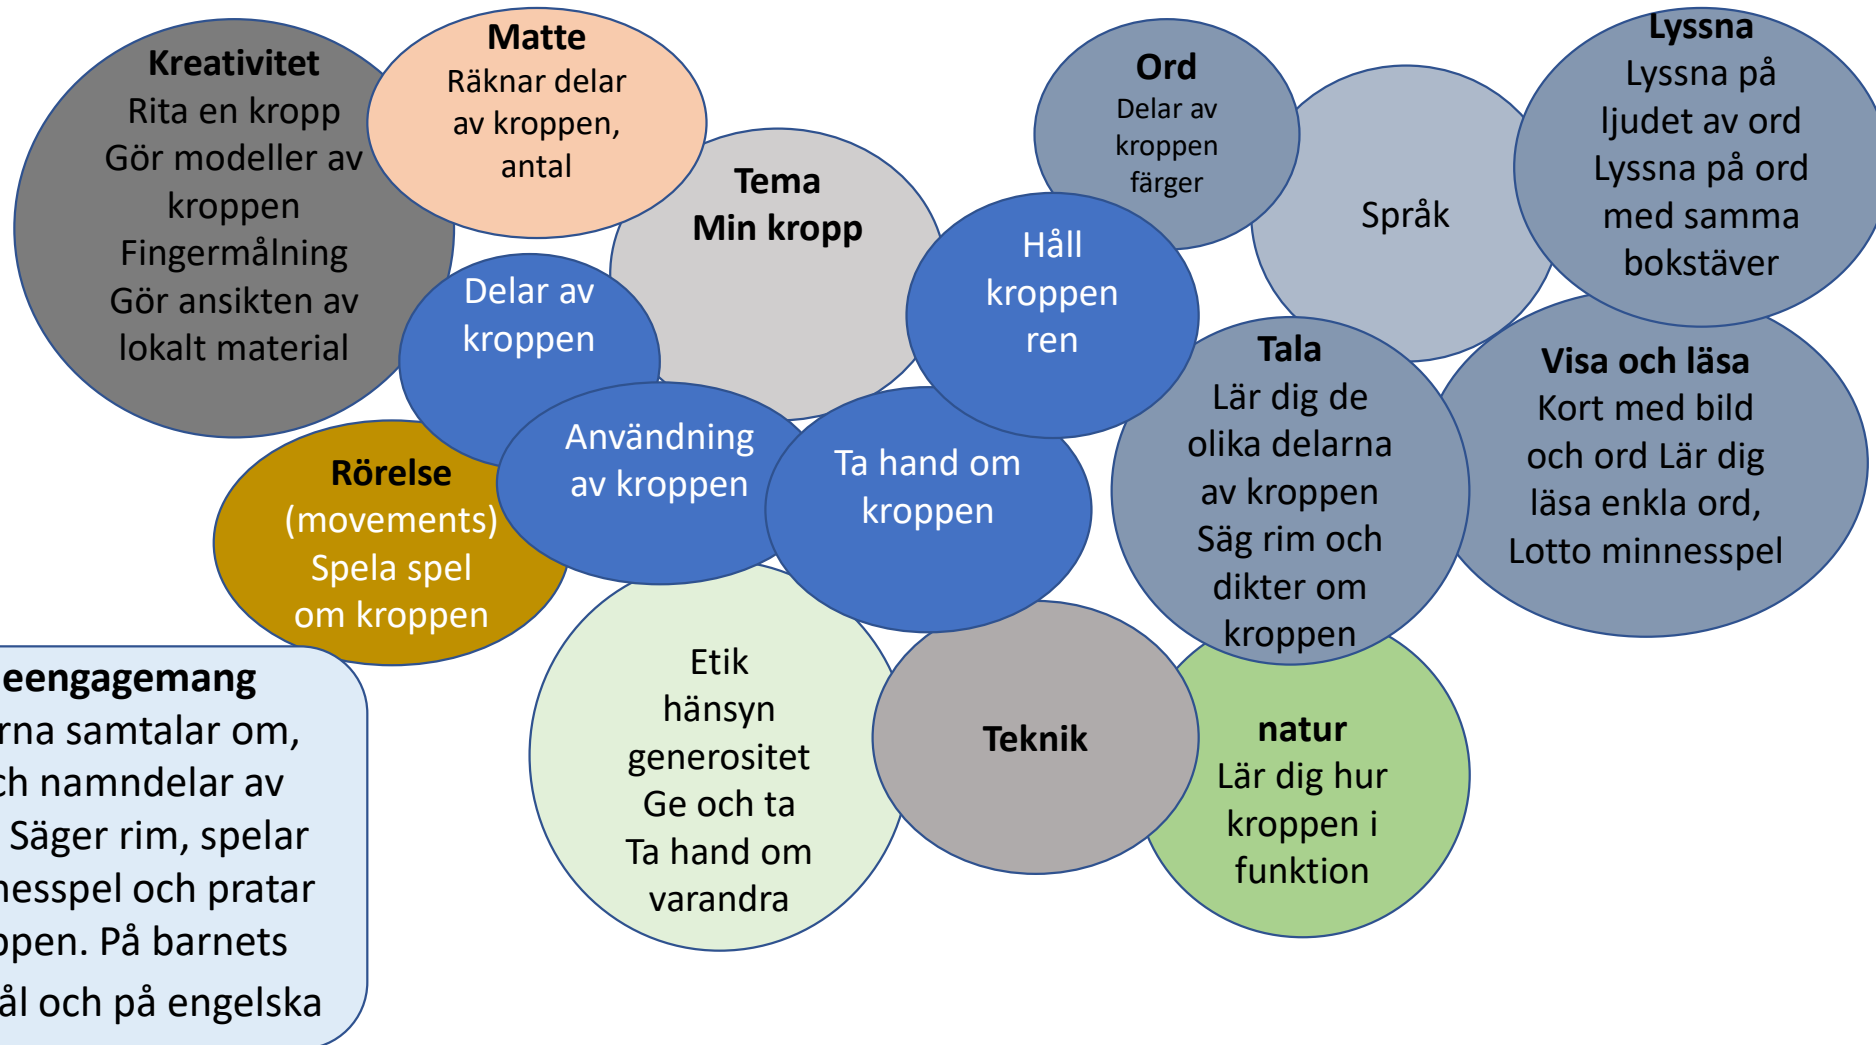 Kreativitet
Rita en kropp
Gör modeller av
kroppen
Fingermålning
Gör ansikten av
lokalt material
Matte
Räknar delar
av kroppen,
antal
Tema
Min kropp
Ord
Delar av
kroppen
färger
Språk
Lyssna
Lyssna på
ljudet av ord
Lyssna på ord
med samma
bokstäver
Delar av
kroppen
Håll
kroppen
ren
Användning
av kroppen
Ta hand om
kroppen
Tala
Lär dig de
olika delarna
av kroppen
Säg rim och
dikter om
kroppen
Visa och läsa
Kort med bild
och ord Lär dig
läsa enkla ord,
Lotto minnesspel
Rörelse
(movements)
Spela spel
om kroppen
eengagemang
rna samtalar om,
ch namndelar av
Säger rim, spelar
nesspel och pratar
ppen. På barnets
ål och på engelska
Etik
hänsyn
generositet
Ge och ta
Ta hand om
varandra
Teknik
natur
Lär dig hur
kroppen i
funktion